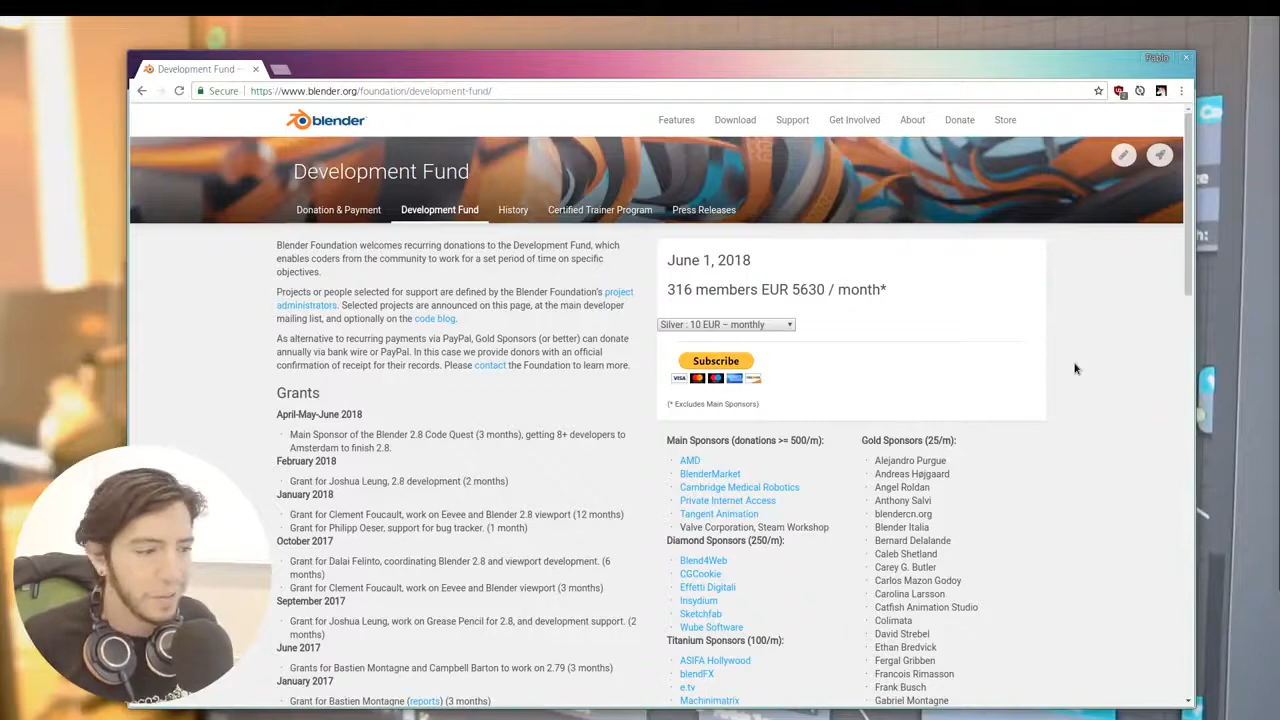 Pablo
Development Fund
Secure
https://www.blender.org/foundation/development-fund/
2
blender
Features
Download
Support
Get Involved
About
Donate
Store
Development Fund
Donation & Payment
Development Fund
History
Certified Trainer Program
Press Releases
Blender Foundation welcomes recurring donations to the Development Fund, which
enables coders from the community to work for a set period of time on specific
objectives.
Projects or people selected for support are defined by the Blender Foundation's project
administrators. Selected projects are announced on this page, at the main developer
mailing list, and optionally on the code blog.
As alternative to recurring payments via PayPal, Gold Sponsors (or better) can donate
annually via bank wire or PayPal. In this case we provide donors with an official
confirmation of receipt for their records. Please contact the Foundation to learn more.
Grants
April-May-June 2018
Main Sponsor of the Blender 2.8 Code Quest (3 months), getting 8+ developers to
Amsterdam to finish 2.8.
February 2018
Grant for Joshua Leung, 2.8 development (2 months)
January 2018
Grant for Clement Foucault, work on Eevee and Blender 2.8 viewport (12 months)
Grant for Philipp Oeser, support for bug tracker. (1 month)
October 2017
Grant for Dalai Felinto, coordinating Blender 2.8 and viewport development. (6
months)
Grant for Clement Foucault, work on Eevee and Blender viewport (3 months)
September 2017
Grant for Joshua Leung, work on Grease Pencil for 2.8, and development support. (2
months)
June 2017
Grants for Bastien Montagne and Campbell Barton to work on 2.79 (3 months)
January 2017
Grant for Bastien Montagne (reports) (3 months)
June 1, 2018
316 members EUR 5630 / month*
Silver : 10 EUR – monthly
Subscribe
VISA
(* Excludes Main Sponsors)
Main Sponsors (donations >= 500/m):
AMD
BlenderMarket
Cambridge Medical Robotics
Private Internet Access
Tangent Animation
Valve Corporation, Steam Workshop
Diamond Sponsors (250/m):
Blend4Web
CGCookie
Effetti Digitali
Insydium
Sketchfab
Wube Software
Titanium Sponsors (100/m):
ASIFA Hollywood
blendFX
e.tv
Machinimatrix
Gold Sponsors (25/m):
Alejandro Purgue
Andreas Højgaard
Angel Roldan
Anthony Salvi
blendercn.org
Blender Italia
Bernard Delalande
Caleb Shetland
Carey G. Butler
Carlos Mazon Godoy
Carolina Larsson
Catfish Animation Studio
Colimata
David Strebel
Ethan Bredvick
Fergal Gribben
Francois Rimasson
Frank Busch
Gabriel Montagne